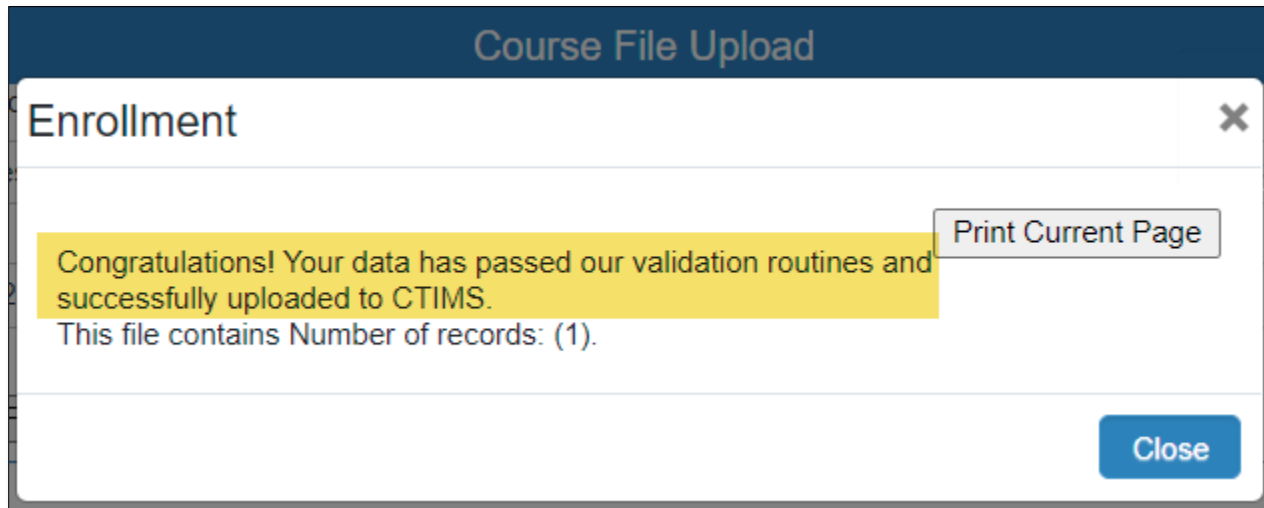 Course File Upload
Enrollment
Print Current Page
Congratulations! Your data has passed our validation routines and
successfully uploaded to CTIMS.
This file contains Number of records: (1).
Close